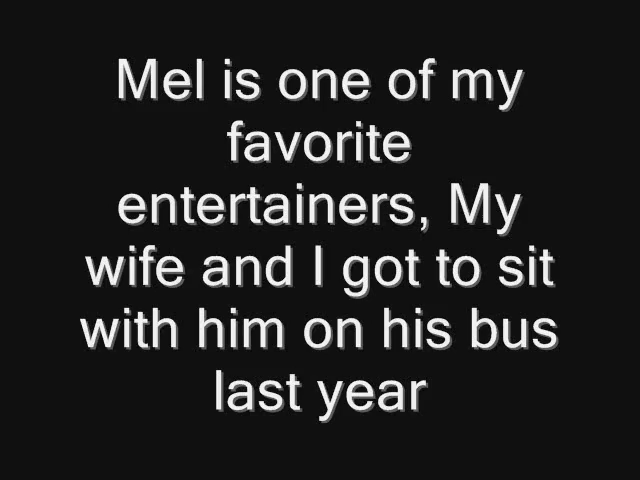 Mel is one of my
favorite
entertainers, My
wife and I got to sit
with him on his bus
last year